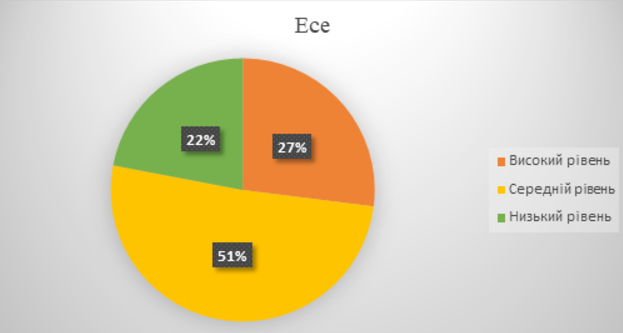 Есе
22%
27%
51%
Високий рівень
Середній рівень
Низький рівень